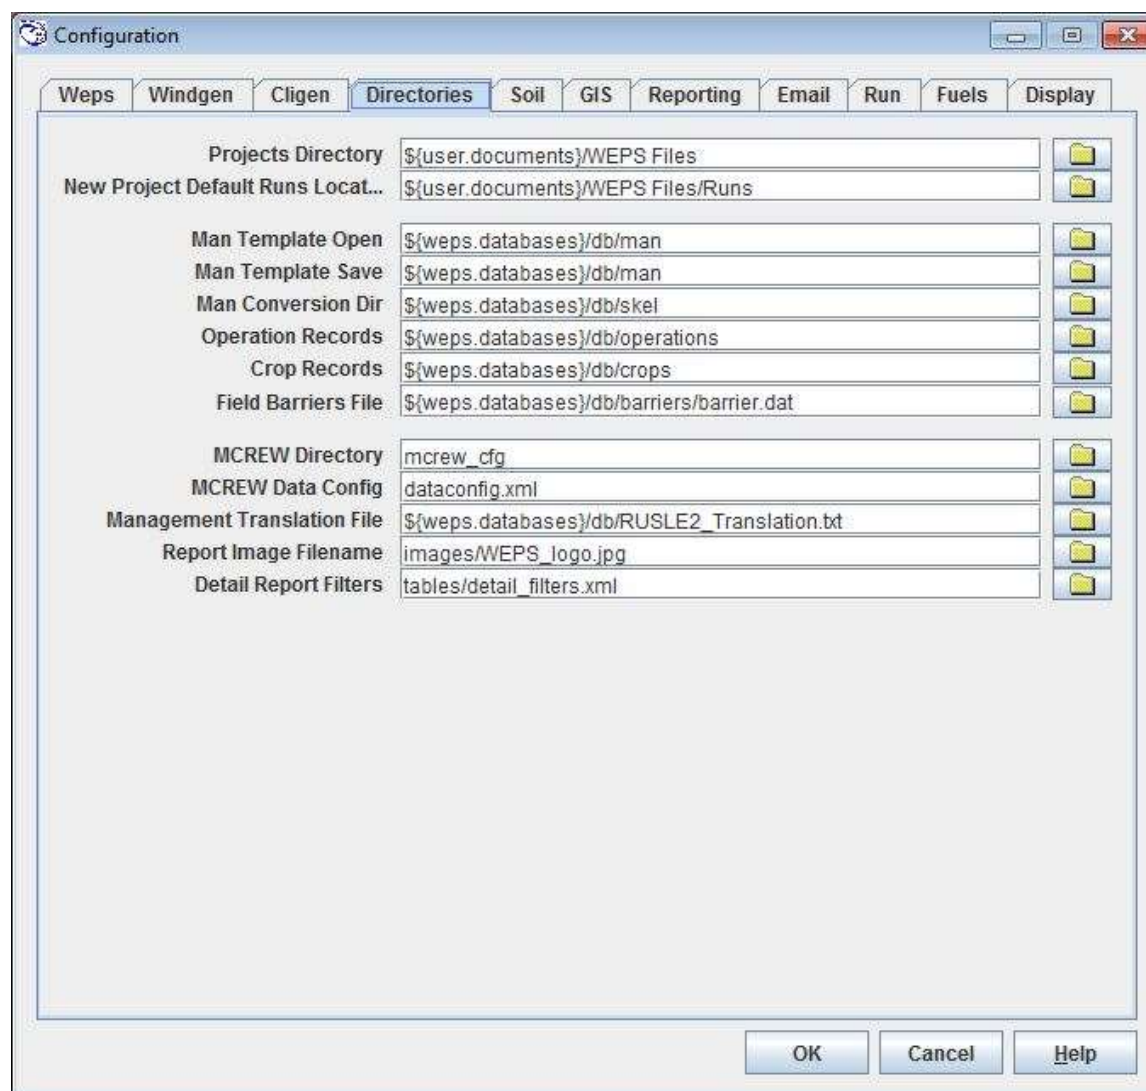 Configuration
Weps Windgen Cligen Directories Soil GIS Reporting Email Run Fuels Display
Projects Directory ${user.documents}/WEPS Files
New Project Default Runs Locat... ${user.documents}/WEPS Files/Runs
Man Template Open ${weps.databases}/db/man
Man Template Save ${weps.databases}/db/man
Man Conversion Dir ${weps.databases}/db/skel
Operation Records ${weps.databases}/db/operations
Crop Records ${weps.databases}/db/crops
Field Barriers File ${weps.databases}/db/barriers/barrier.dat
MCREW Directory mcrew_cfg
MCREW Data Config dataconfig.xml
Management Translation File ${weps.databases}/db/RUSLE2_Translation.txt
Report Image Filename images/WEPS_logo.jpg
Detail Report Filters tables/detail_filters.xml
OK Cancel Help